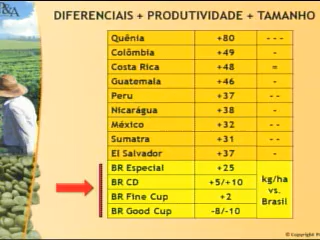 P&A
DIFERENCIAIS + PRODUTIVIDADE + TAMANHO
Quênia +80 - - -
Colômbia +49 -
Costa Rica +48 =
Guatemala +46 -
Peru +37 - -
Nicarágua +38 -
México +32 - -
Sumatra +31 - -
El Salvador +37 -
BR Especial +25
BR CD +5/+10
BR Fine Cup +2
BR Good Cup -8/-10
kg/ha
vs.
Brasil
© Copyright